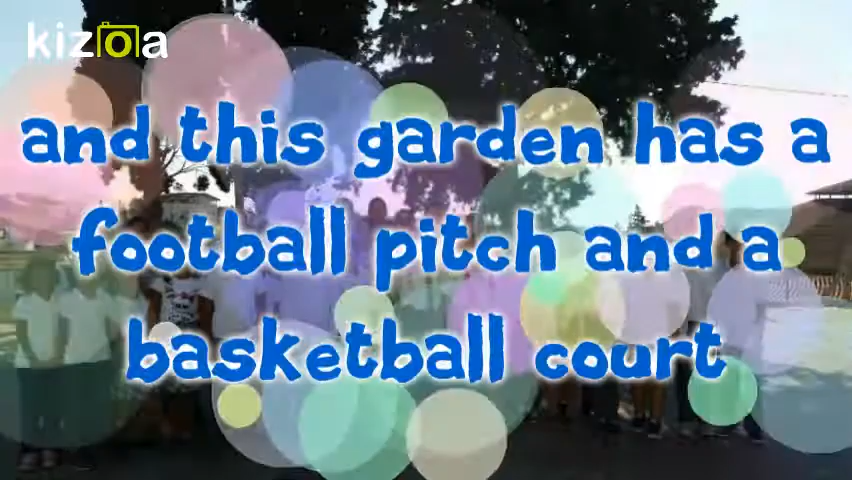 kizoa
and this garden has a
football pitch and a
basketball court